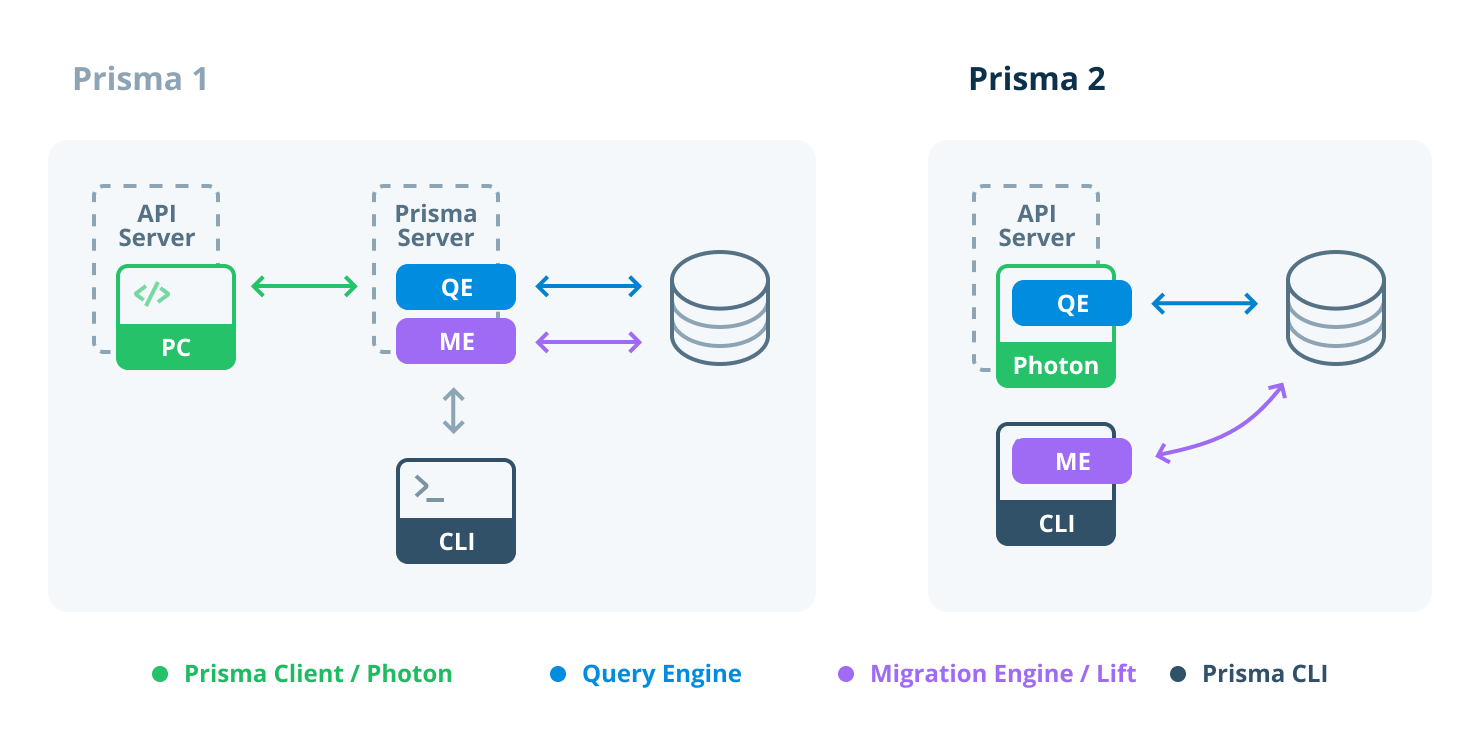 Prisma 1
API
Server
</>
PC
Prisma
Server
QE
ME
>_
CLI
Prisma 2
API
Server
QE
Photon
ME
CLI
Prisma Client / Photon
Query Engine
Migration Engine / Lift
Prisma CLI